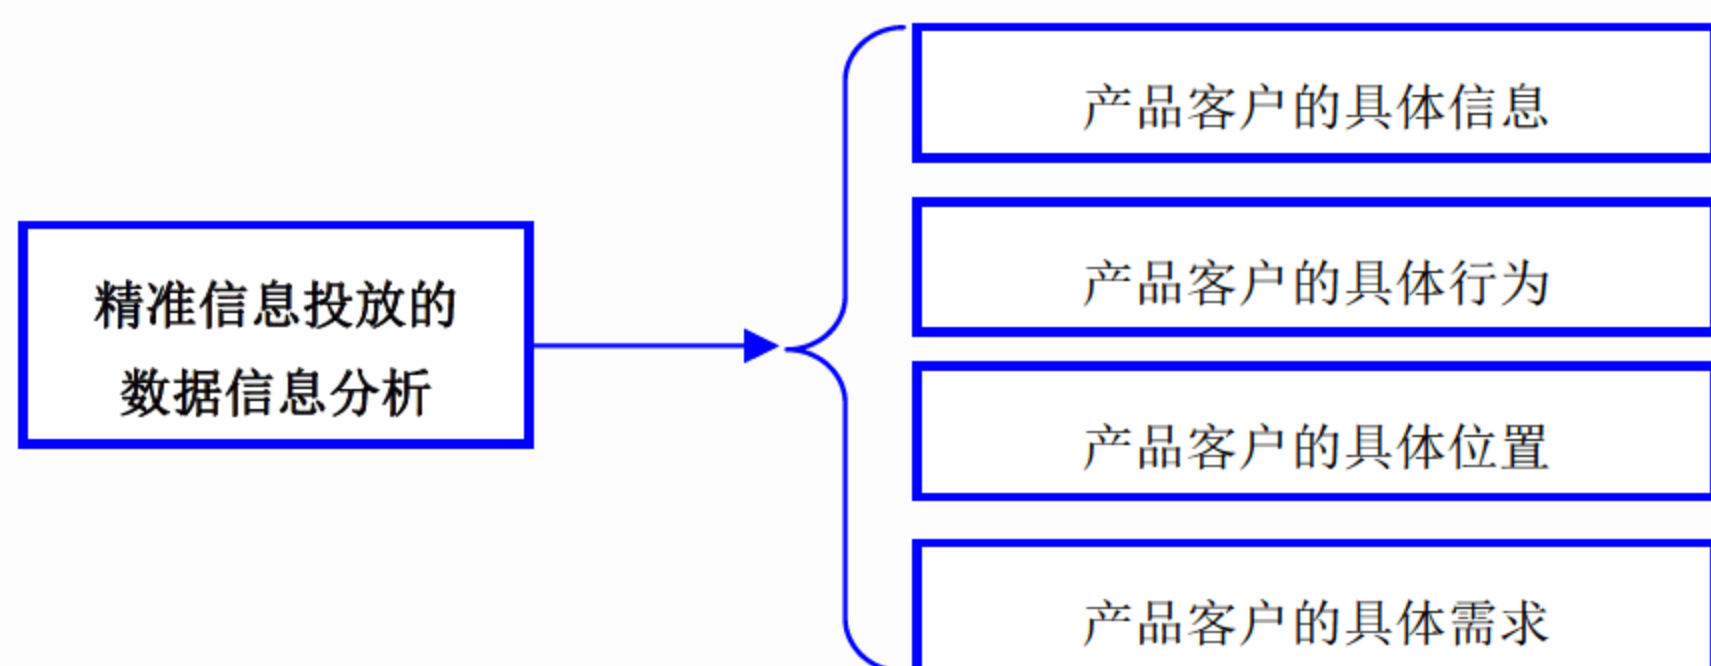 精准信息投放的
数据信息分析
产品客户的具体信息
产品客户的具体行为
产品客户的具体位置
产品客户的具体需求